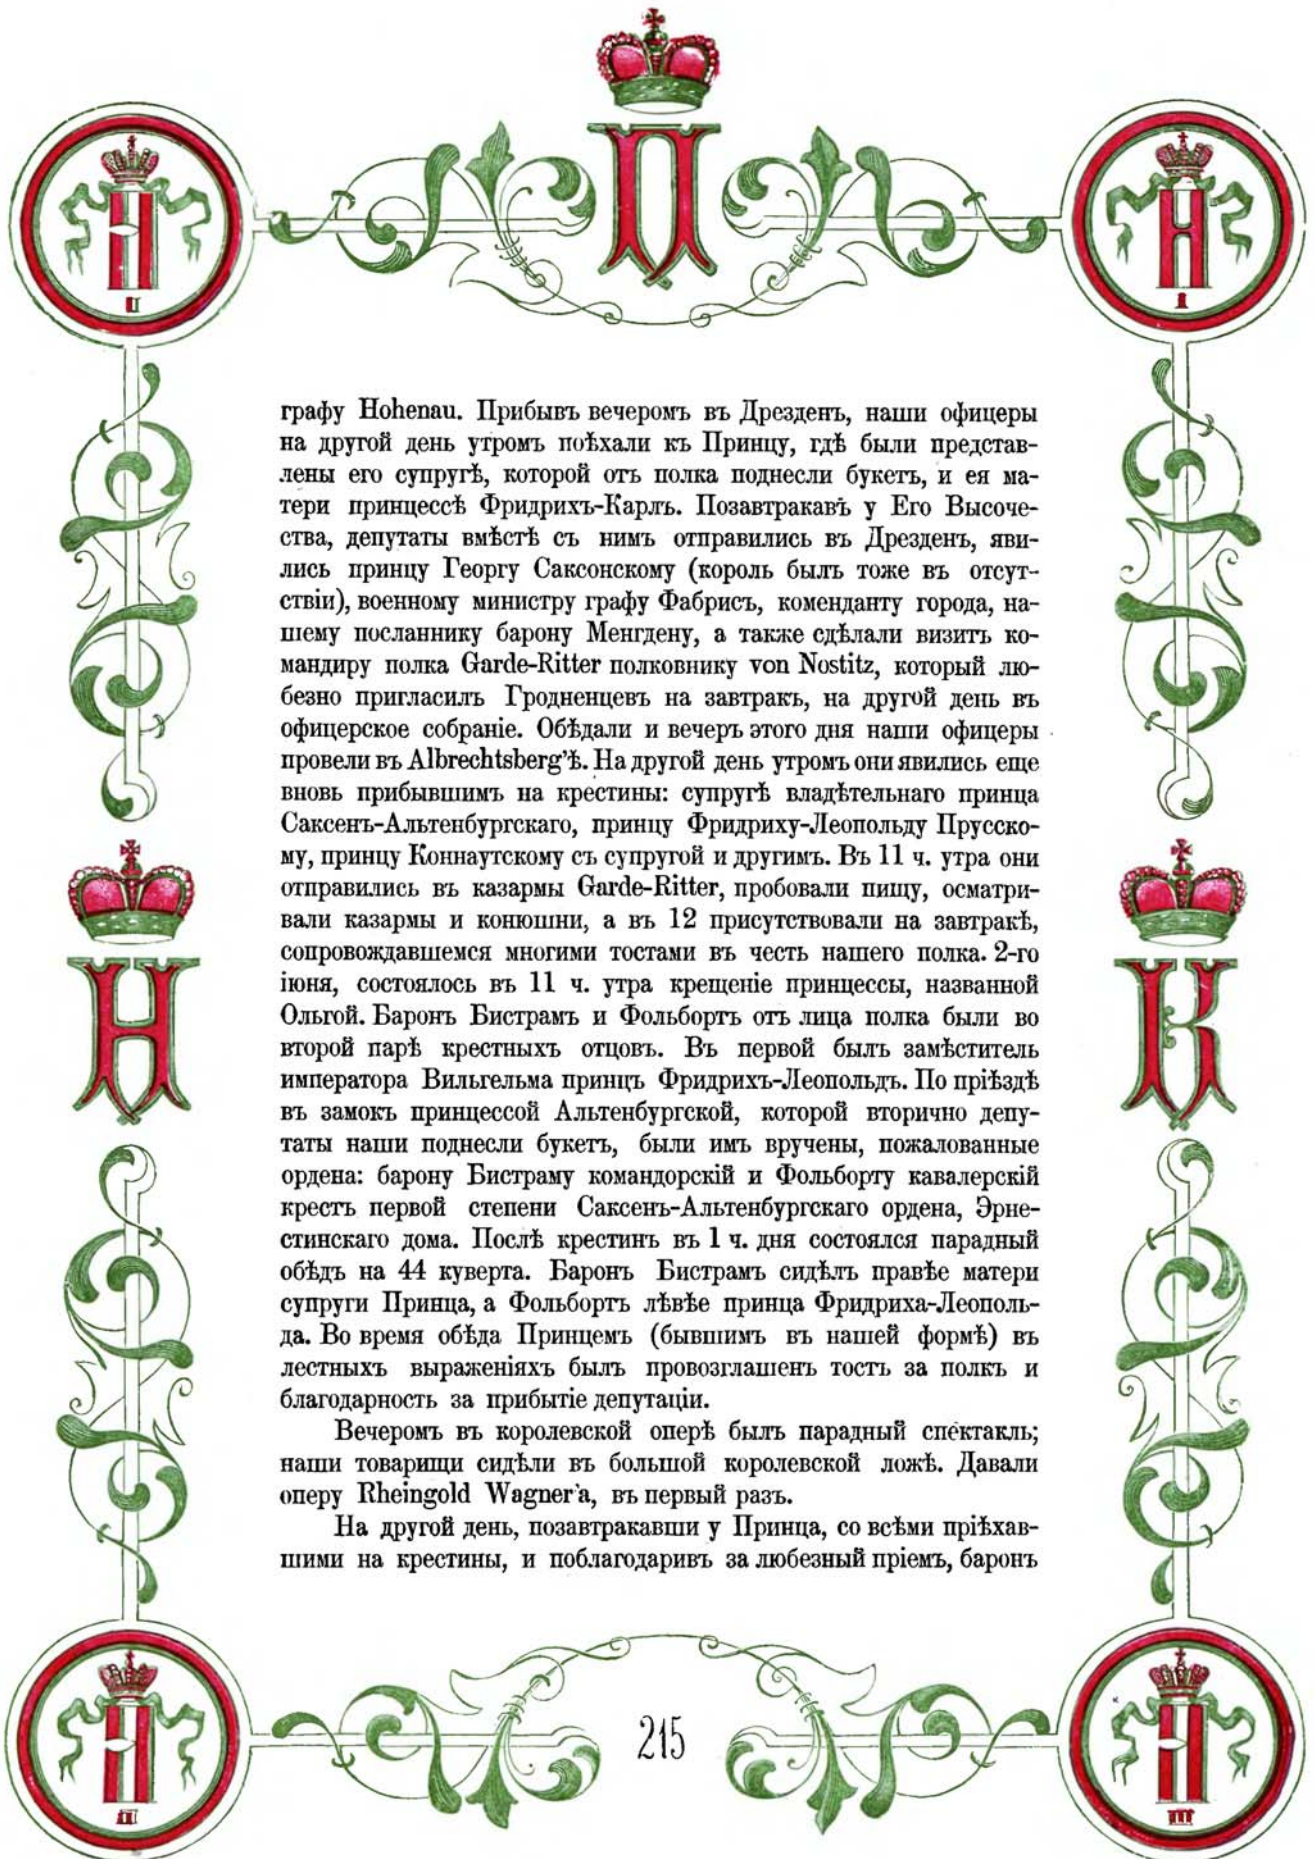 П
II
I
графу Hohenau. Прибывъ вечеромъ въ Дрезденъ, наши офицеры
на другой день утромъ поѣхали къ Принцу, гдѣ были представ-
лены его супругѣ, которой отъ полка поднесли букетъ, и ея ма-
тери принцессѣ Фридрихъ-Карлъ. Позавтракавъ у Его Высоче-
ства, депутаты вмѣстѣ съ нимъ отправились въ Дрезденъ, яви-
лись принцу Георгу Саксонскому (король былъ тоже въ отсут-
ствіи), военному министру графу Фабрисъ, коменданту города, на-
шему посланнику барону Менгдену, а также сдѣлали визитъ ко-
мандиру полка Garde-Ritter полковнику von Nostitz, который лю-
безно пригласилъ Гродненцевъ на завтракъ, на другой день въ
офицерское собраніе. Обѣдали и вечеръ этого дня наши офицеры
провели въ Albrechtsberg'ѣ. На другой день утромъ они явились еще
вновь прибывшимъ на крестины: супругѣ владѣтельнаго принца
Саксенъ-Альтенбургскаго, принцу Фридриху-Леопольду Прусско-
му, принцу Коннаутскому съ супругой и другимъ. Въ 11 ч. утра они
отправились въ казармы Garde-Ritter, пробовали пищу, осматри-
вали казармы и конюшни, а въ 12 присутствовали на завтракѣ,
сопровождавшемся многими тостами въ честь нашего полка. 2-го
іюня, состоялось въ 11 ч. утра крещеніе принцессы, названной
Ольгой. Баронъ Бистрамъ и Фольбортъ отъ лица полка были во
второй парѣ крестныхъ отцовъ. Въ первой былъ замѣститель
императора Вильгельма принцъ Фридрихъ-Леопольдъ. По пріѣздѣ
въ замокъ принцессой Альтенбургской, которой вторично депу-
таты наши поднесли букетъ, были имъ вручены, пожалованные
ордена: барону Бистраму командорскій и Фольборту кавалерскій
крестъ первой степени Саксенъ-Альтенбургскаго ордена, Эрне-
стинскаго дома. Послѣ крестинъ въ 1 ч. дня состоялся парадный
обѣдъ на 44 куверта. Баронъ Бистрамъ сидѣлъ правѣе матери
супруги Принца, а Фольбортъ лѣвѣе принца Фридриха-Леополь-
да. Во время обѣда Принцемъ (бывшимъ въ нашей формѣ) въ
лестныхъ выраженіяхъ былъ провозглашенъ тостъ за полкъ и
благодарность за прибытіе депутаціи.
Вечеромъ въ королевской оперѣ былъ парадный спектакль;
наши товарищи сидѣли въ большой королевской ложѣ. Давали
оперу Rheingold Wagner'а, въ первый разъ.
На другой день, позавтракавши у Принца, со всѣми пріѣхав-
шими на крестины, и поблагодаривъ за любезный пріемъ, баронъ
Н
К
215
III